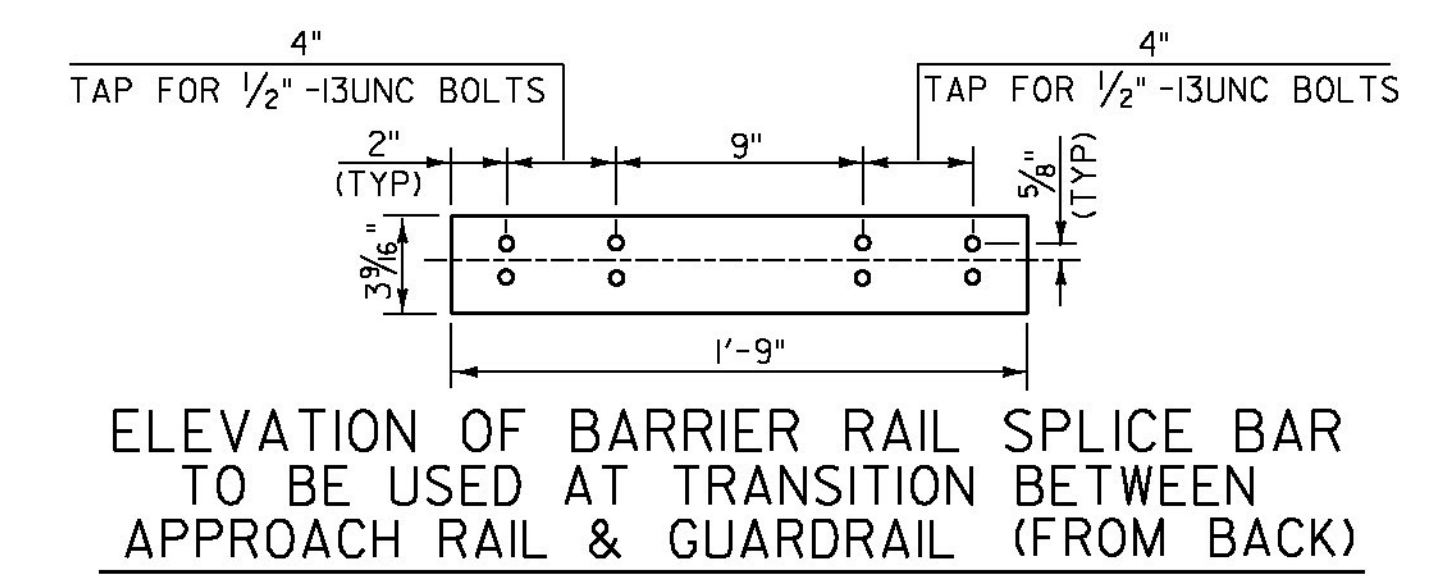 4" 4"
TAP FOR 1/2" -13UNC BOLTS TAP FOR 1/2" -13UNC BOLTS
2" 9"
(TYP) 5/8" (TYP)
3 9/16"
1'-9"
ELEVATION OF BARRIER RAIL SPLICE BAR
TO BE USED AT TRANSITION BETWEEN
APPROACH RAIL & GUARDRAIL (FROM BACK)